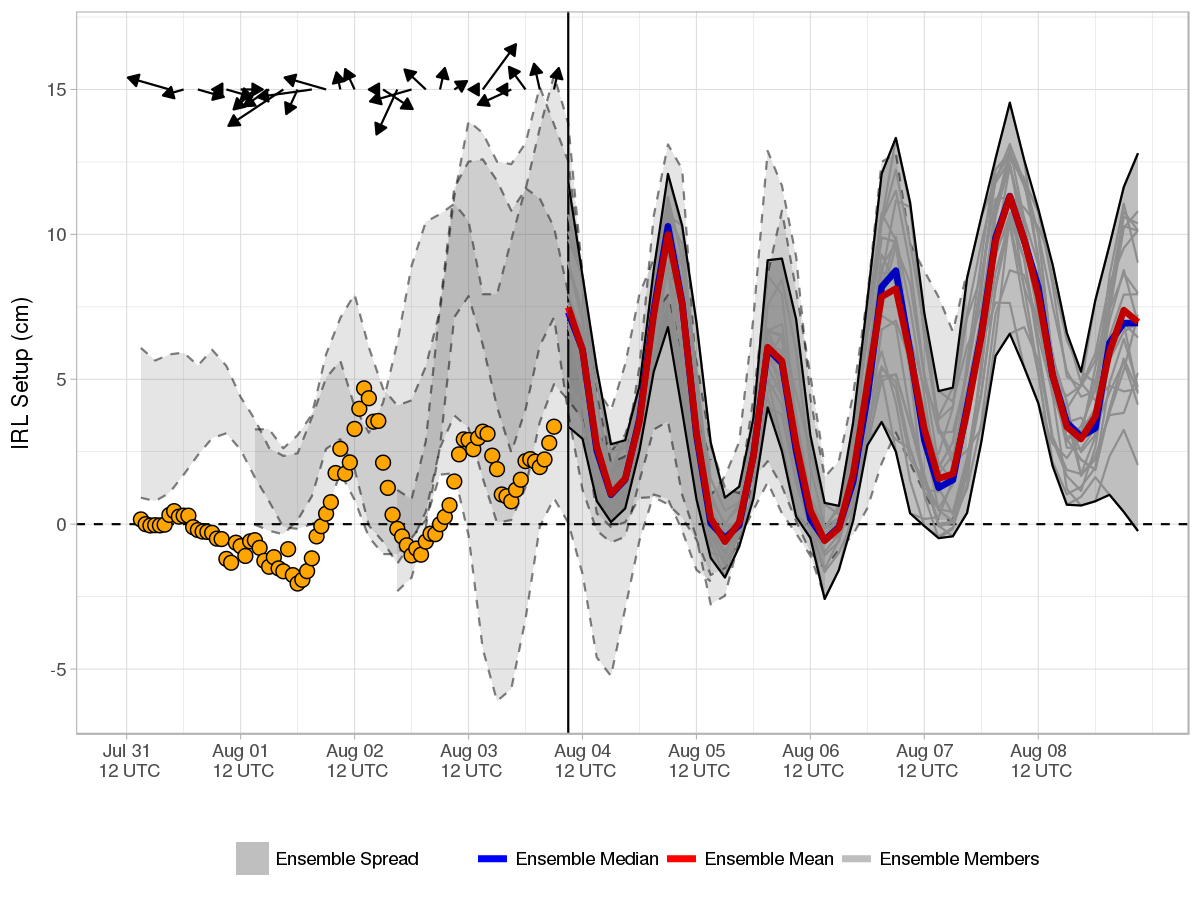 IRL Setup (cm)
15
10
5
0
-5
Jul 31
12 UTC
Aug 01
12 UTC
Aug 02
12 UTC
Aug 03
12 UTC
Aug 04
12 UTC
Aug 05
12 UTC
Aug 06
12 UTC
Aug 07
12 UTC
Aug 08
12 UTC
Ensemble Spread
Ensemble Median
Ensemble Mean
Ensemble Members